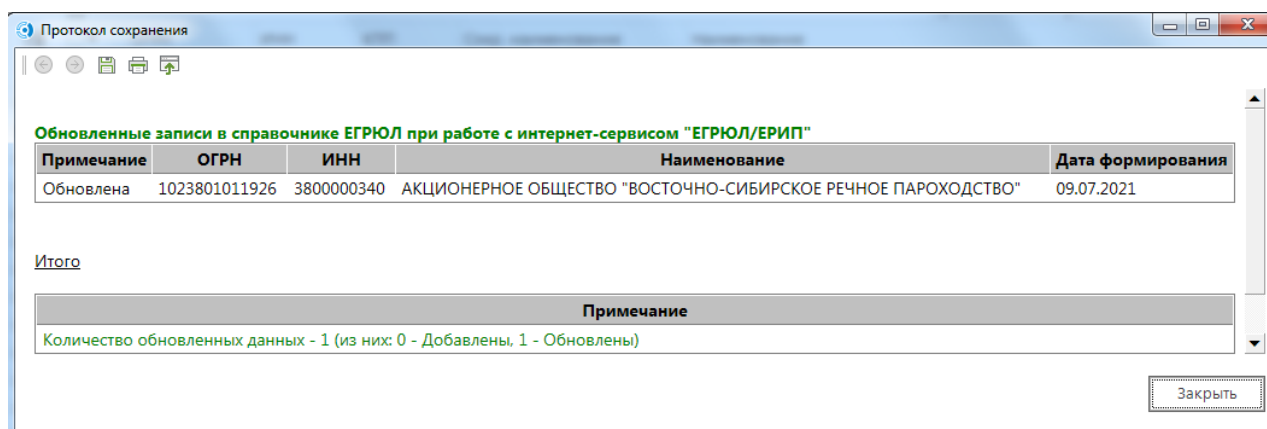 Протокол сохранения
Обновленные записи в справочнике ЕГРЮЛ при работе с интернет-сервисом "ЕГРЮЛ/ЕРИП"
Примечание ОГРН ИНН Наименование Дата формирования
Обновлена 1023801011926 3800000340 АКЦИОНЕРНОЕ ОБЩЕСТВО "ВОСТОЧНО-СИБИРСКОЕ РЕЧНОЕ ПАРОХОДСТВО" 09.07.2021
Итого
Примечание
Количество обновленных данных - 1 (из них: 0 - Добавлены, 1 - Обновлены)
Закрыть